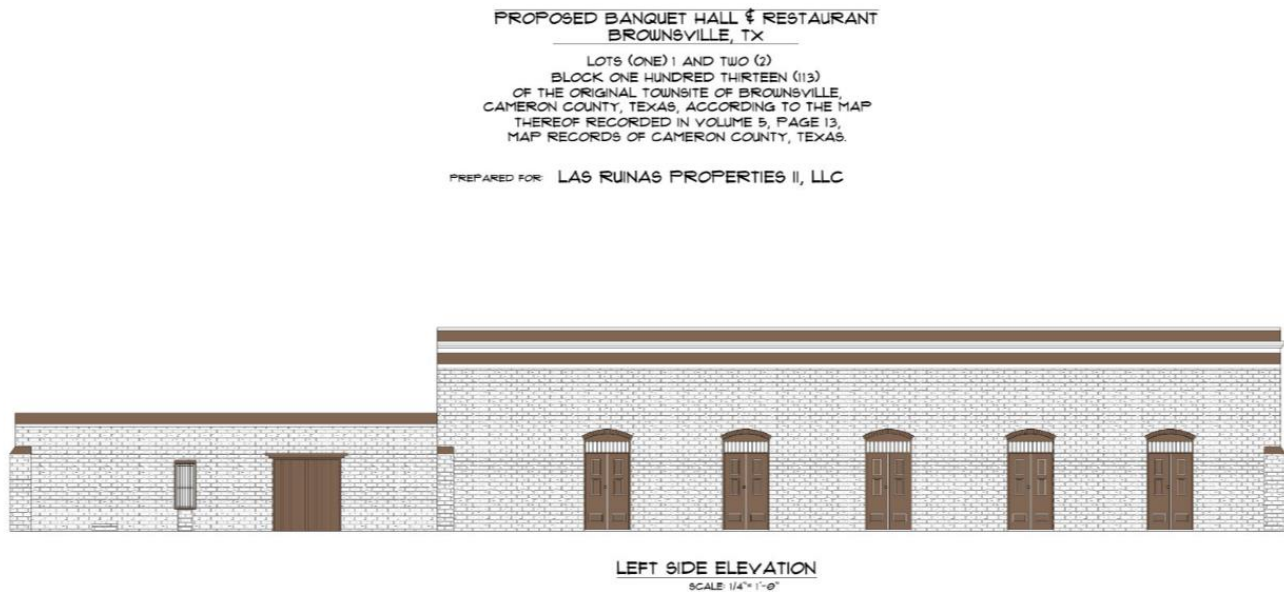 PROPOSED BANQUET HALL & RESTAURANT
BROWNSVILLE, TX
LOTS (ONE) 1 AND TWO (2)
BLOCK ONE HUNDRED THIRTEEN (113)
OF THE ORIGINAL TOWNSITE OF BROWNSVILLE,
CAMERON COUNTY, TEXAS, ACCORDING TO THE MAP
THEREOF RECORDED IN VOLUME 5, PAGE 13,
MAP RECORDS OF CAMERON COUNTY, TEXAS.
PREPARED FOR: LAS RUINAS PROPERTIES II, LLC
LEFT SIDE ELEVATION
SCALE: 1/4"= 1'-0"